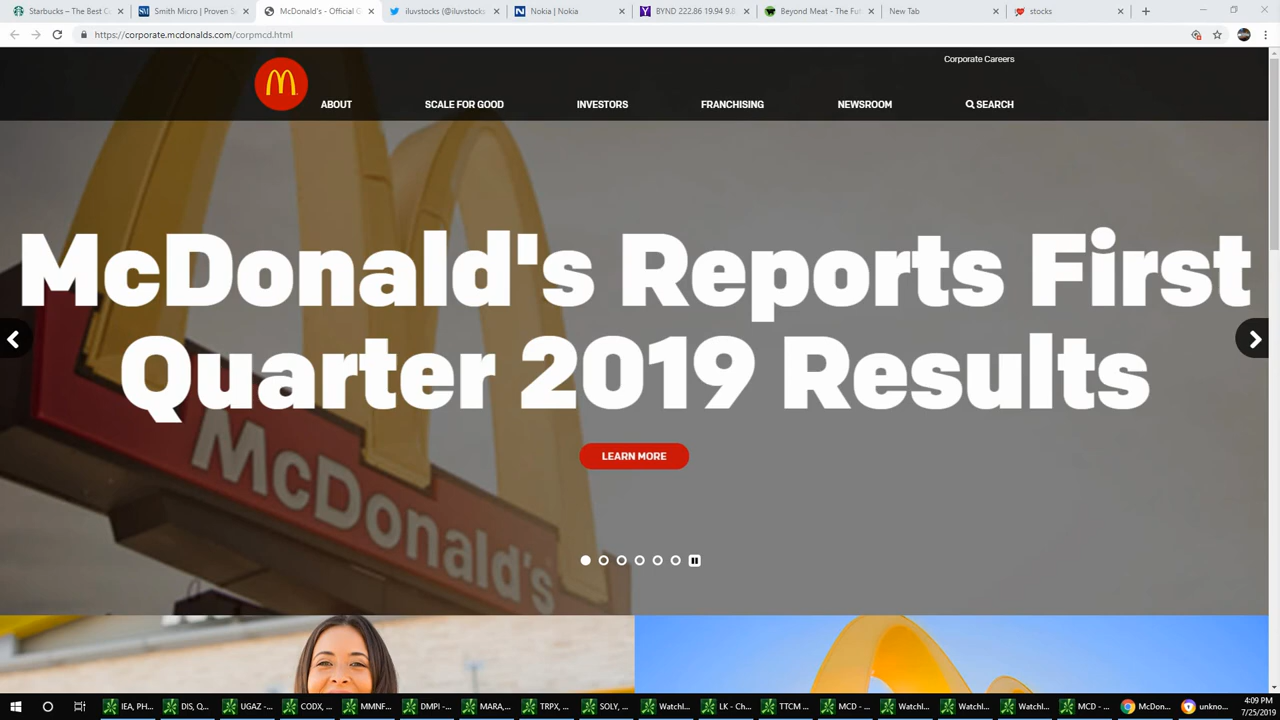 Starbucks – The Best Co
Smith Micro | Proven S
McDonald's - Official G
iluvstocks (@iluvstocks
Nokia | Nokia
BYND 222.86 19.94 9.8
Beyond Meat - The Fut
New Tab
stocks
https://corporate.mcdonalds.com/corpmcd.html
Corporate Careers
ABOUT
SCALE FOR GOOD
INVESTORS
FRANCHISING
NEWSROOM
SEARCH
McDonald's Reports First
Quarter 2019 Results
LEARN MORE
McDonald's
IEA, PH...
DIS, Q...
UGAZ -...
CODX, ...
MMNF...
DMPI -...
MARA,...
TRPX, ...
SOLY, ...
Watchl...
LK - Ch...
TTCM ...
MCD - ...
Watchl...
Watchl...
Watchl...
MCD - ...
McDon...
unkno...
4:09 PM
7/25/2019